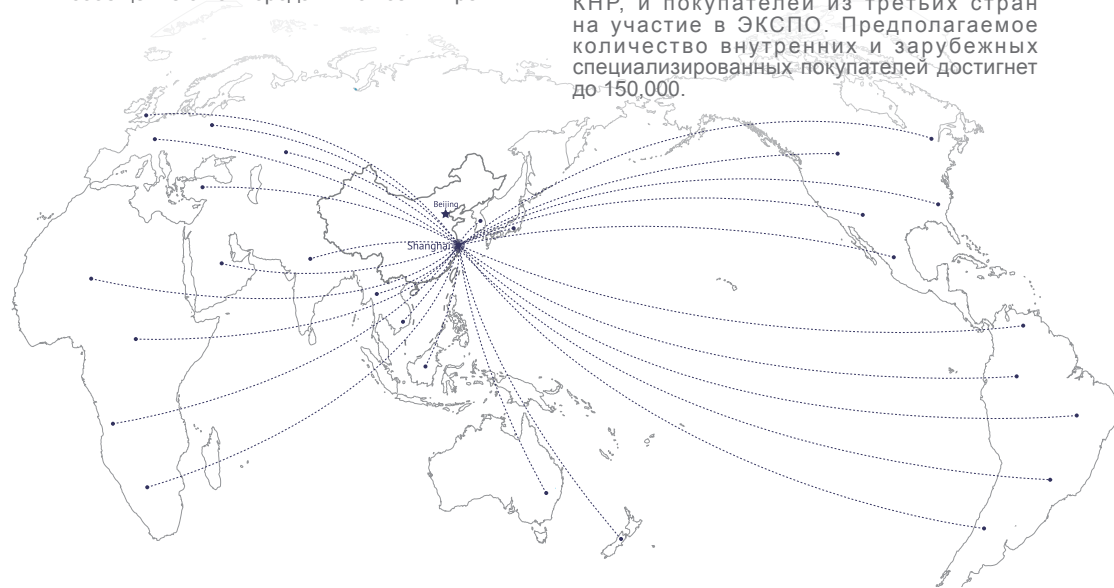 КНР, и покупателей из третьих стран
на участие в ЭКСПО. Предполагаемое
количество внутренних и зарубежных
специализированных покупателей достигнет
до 150,000.
Beijing
Shanghai